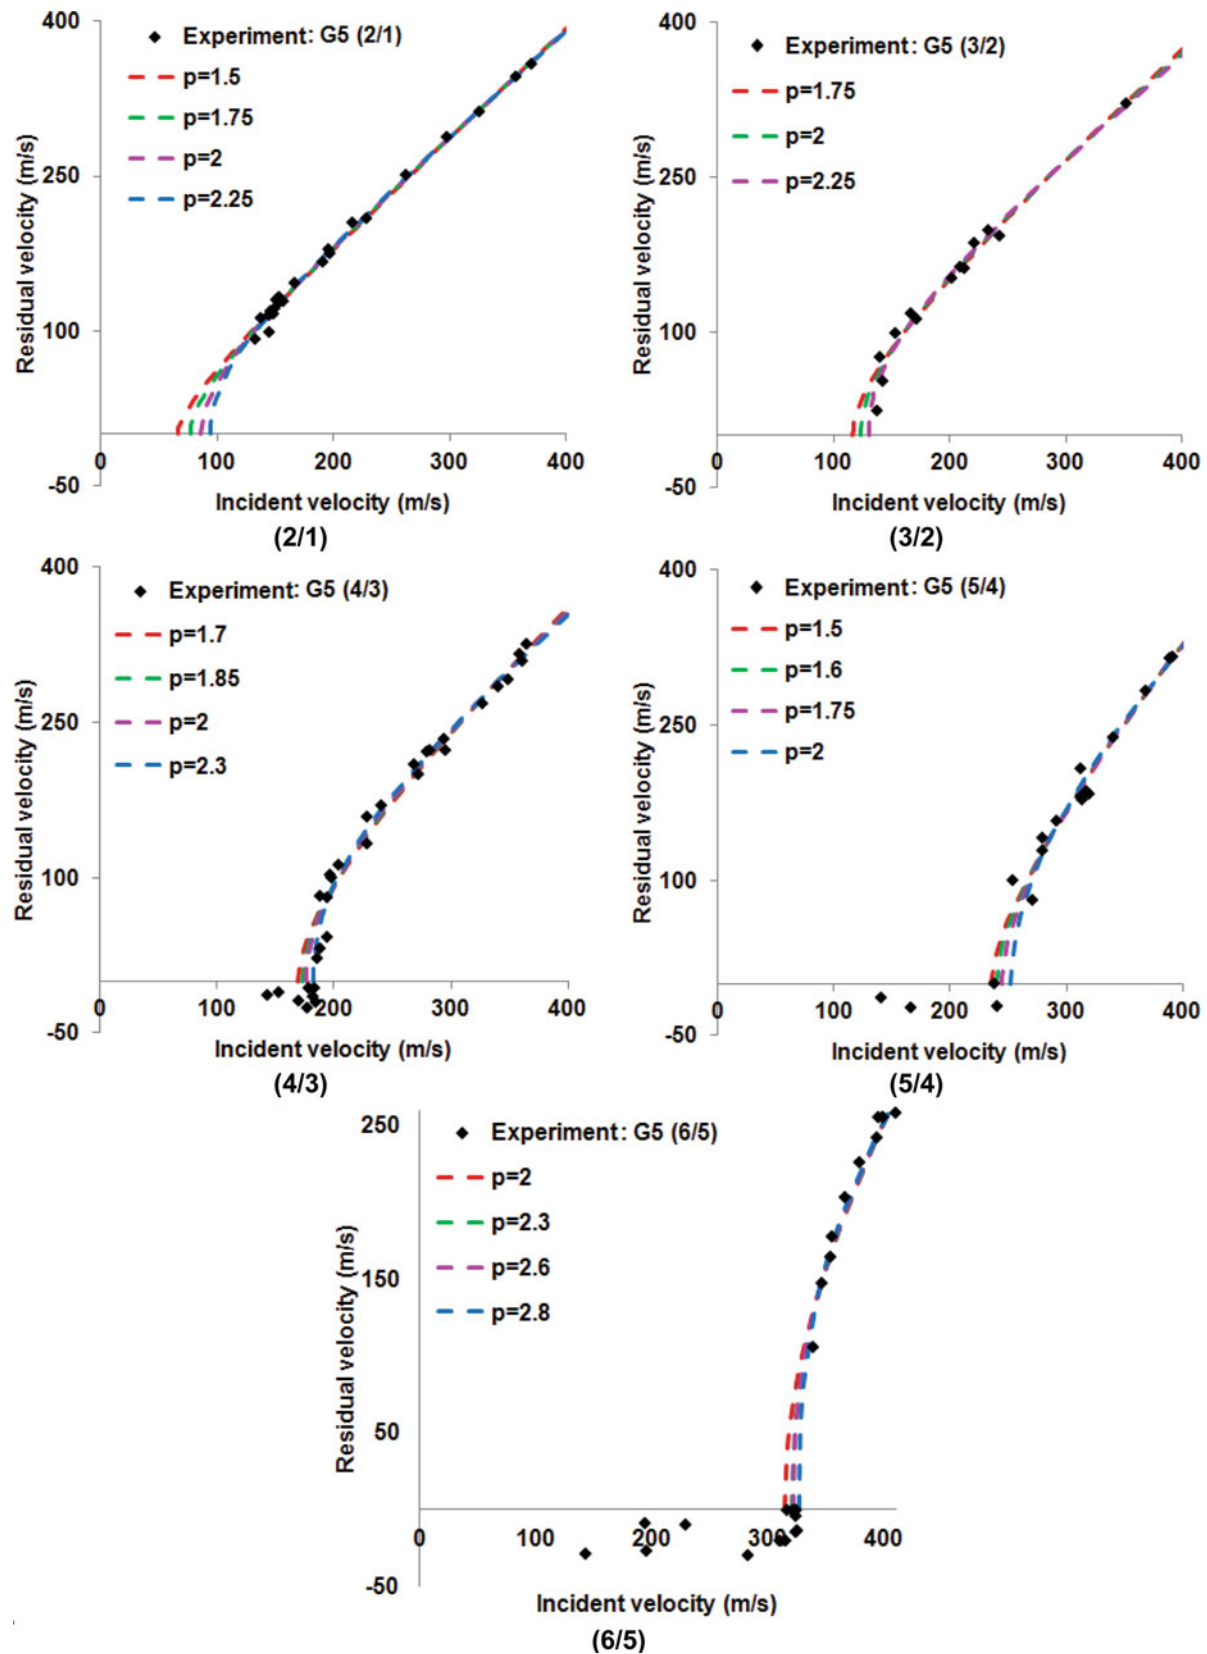 400
Experiment: G5 (2/1)
p=1.5
p=1.75
p=2
p=2.25
250
100
Residual velocity (m/s)
0 100 200 300 400
-50
Incident velocity (m/s)
(2/1)
400
Experiment: G5 (3/2)
p=1.75
p=2
p=2.25
250
100
Residual velocity (m/s)
0 100 200 300 400
-50
Incident velocity (m/s)
(3/2)
400
Experiment: G5 (4/3)
p=1.7
p=1.85
p=2
p=2.3
250
100
Residual velocity (m/s)
0 100 200 300 400
-50
Incident velocity (m/s)
(4/3)
400
Experiment: G5 (5/4)
p=1.5
p=1.6
p=1.75
p=2
250
100
Residual velocity (m/s)
0 100 200 300 400
-50
Incident velocity (m/s)
(5/4)
250
Experiment: G5 (6/5)
p=2
p=2.3
p=2.6
p=2.8
150
50
Residual velocity (m/s)
0 100 200 300 400
-50
Incident velocity (m/s)
(6/5)